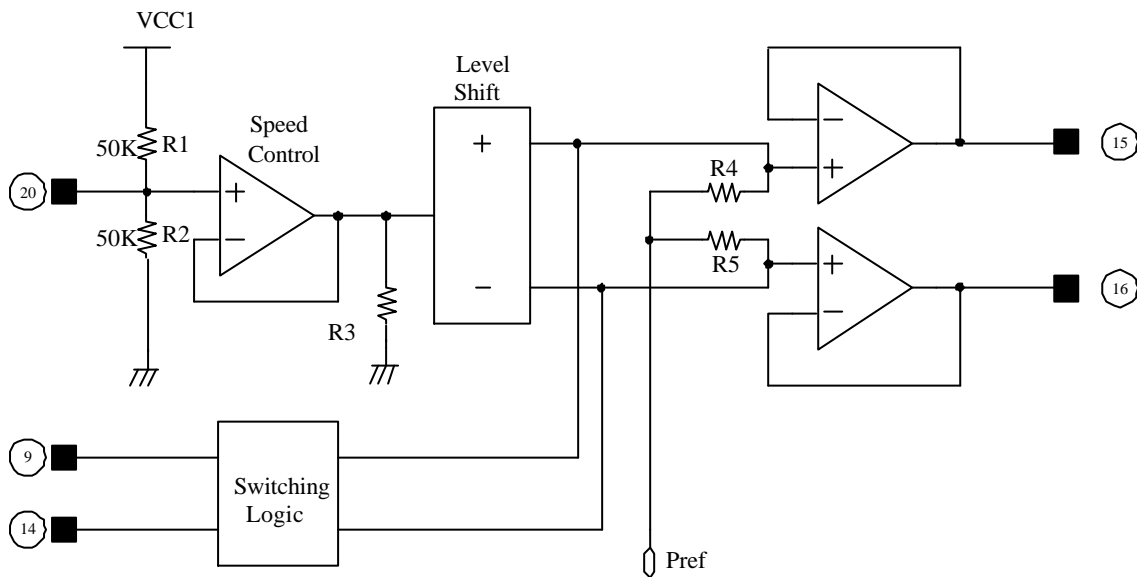 VCC1
Level
Shift
Speed
Control
50K
R1
20
50K
R2
R3
+
−
+
−
R4
R5
−
+
15
+
−
16
9
14
Switching
Logic
Pref